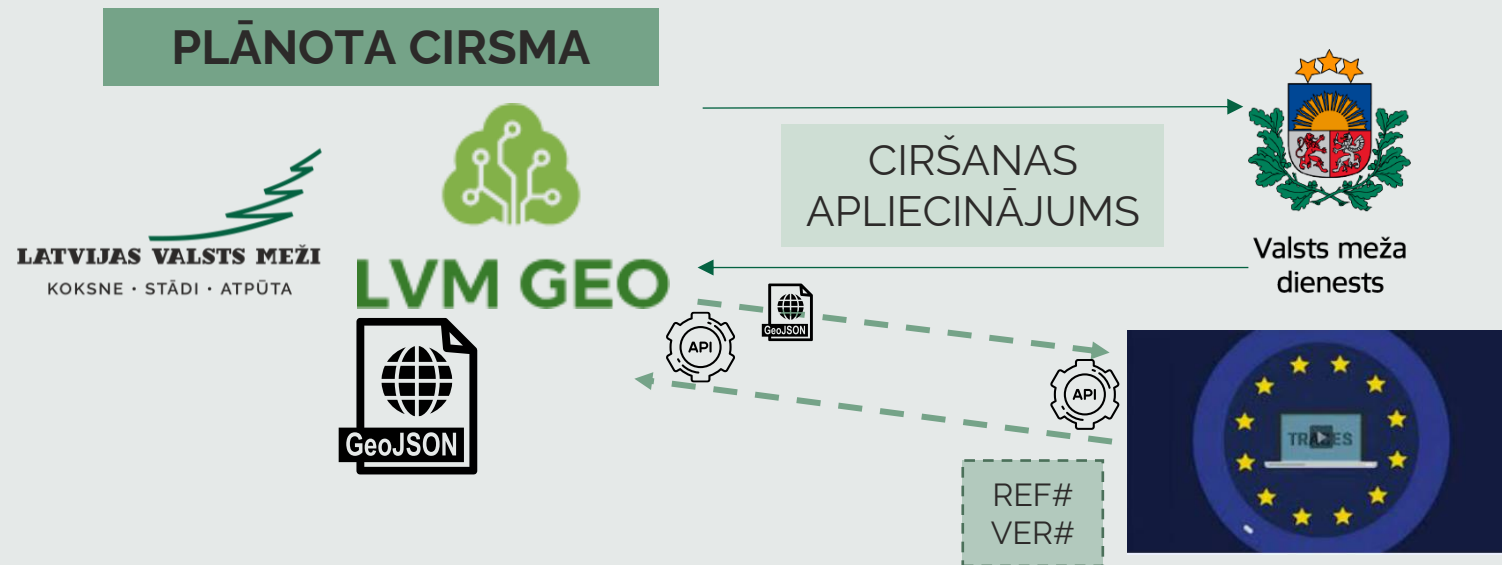 PLĀNOTA CIRSMA
CIRŠANAS
APLIECINĀJUMS
LATVIJAS VALSTS MEŽI
KOKSNE · STĀDI · ATPŪTA
LVM GEO
Valsts meža
dienests
GeoJSON
API
API
GeoJSON
TRACES
REF#
VER#